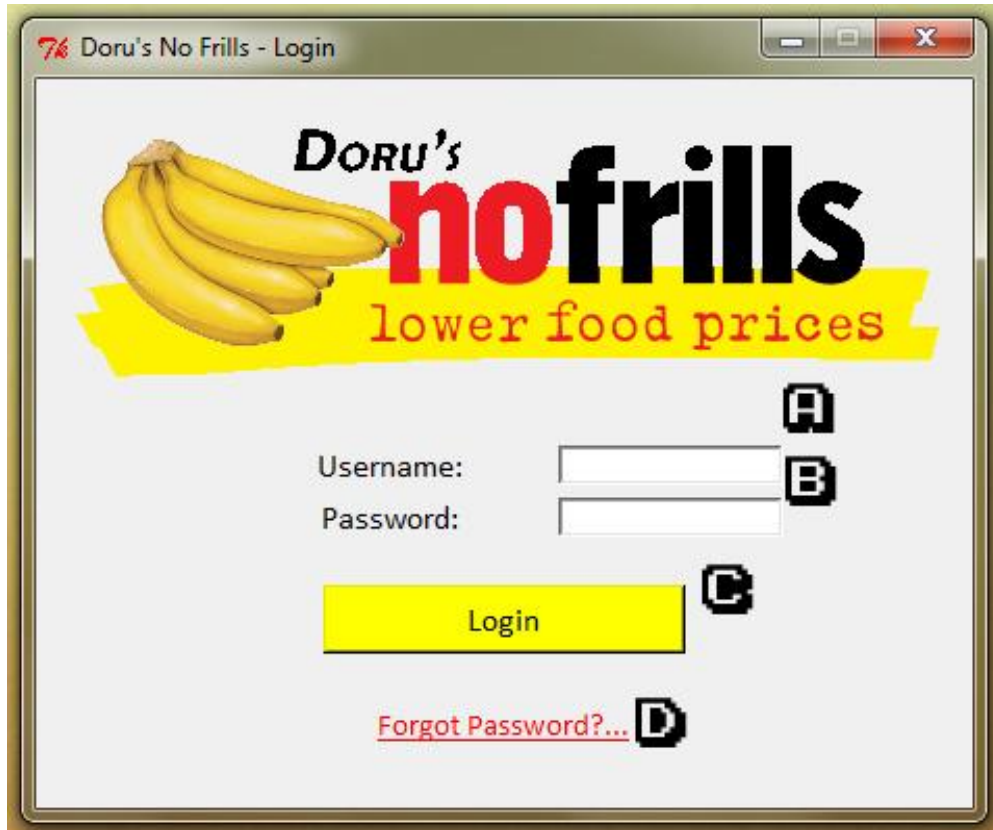 Doru's No Frills - Login
DORU's
nofrills
lower food prices
A
Username:
B
Password:
C
Login
Forgot Password?... D